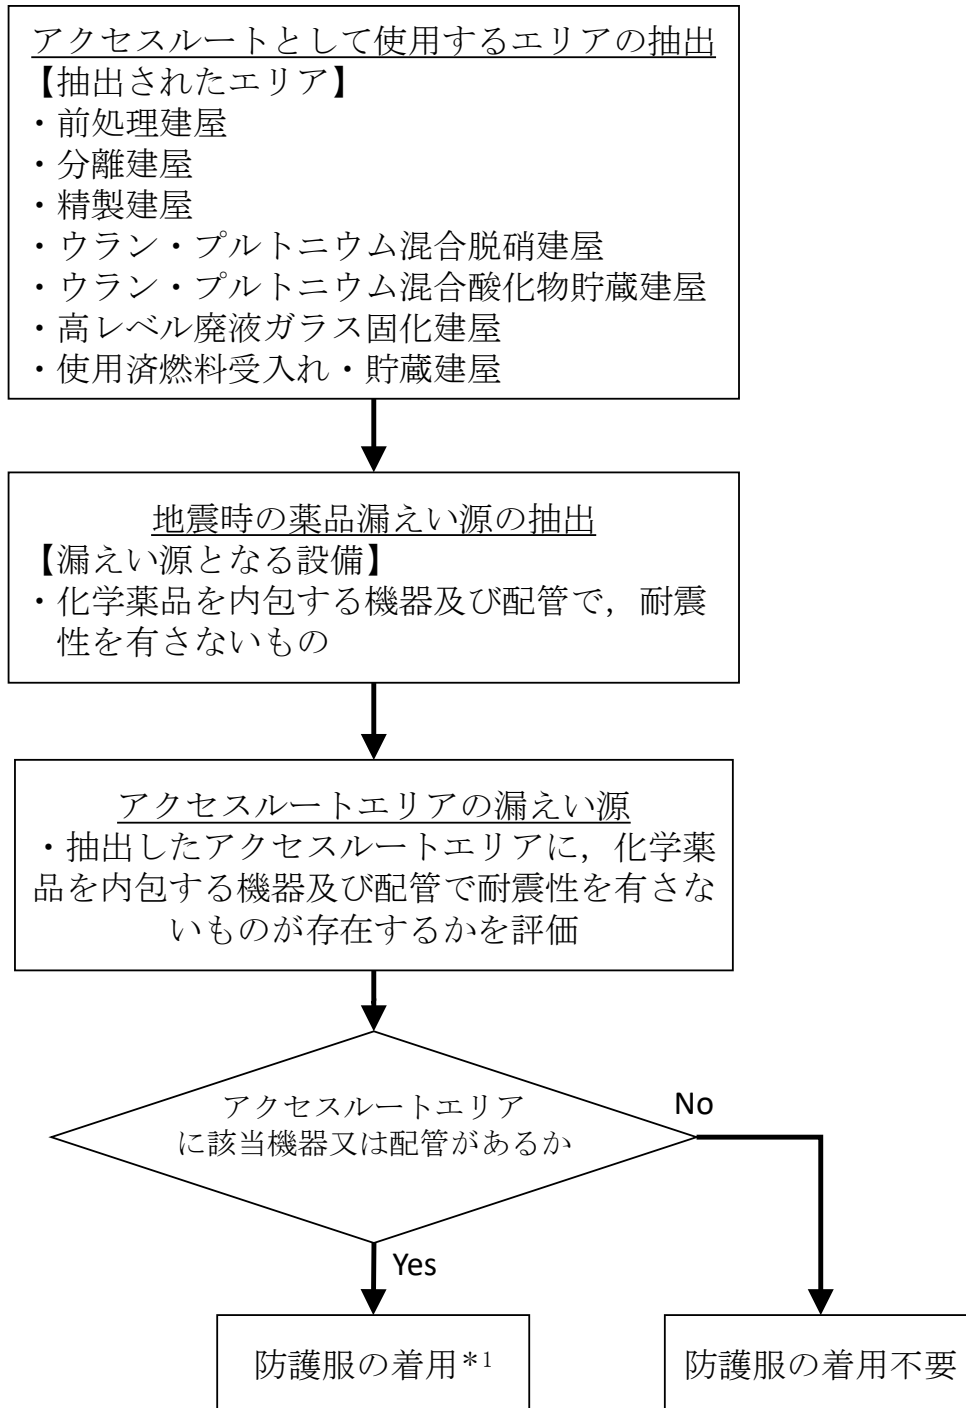 アクセスルートとして使用するエリアの抽出
【抽出されたエリア】
・前処理建屋
・分離建屋
・精製建屋
・ウラン・プルトニウム混合脱硝建屋
・ウラン・プルトニウム混合酸化物貯蔵建屋
・高レベル廃液ガラス固化建屋
・使用済燃料受入れ・貯蔵建屋
地震時の薬品漏えい源の抽出
【漏えい源となる設備】
・化学薬品を内包する機器及び配管で，耐震
性を有さないもの
アクセスルートエリアの漏えい源
・抽出したアクセスルートエリアに，化学薬
品を内包する機器及び配管で耐震性を有さな
いものが存在するかを評価
アクセスルートエリア
に該当機器又は配管があるか
No
Yes
防護服の着用*1
防護服の着用不要